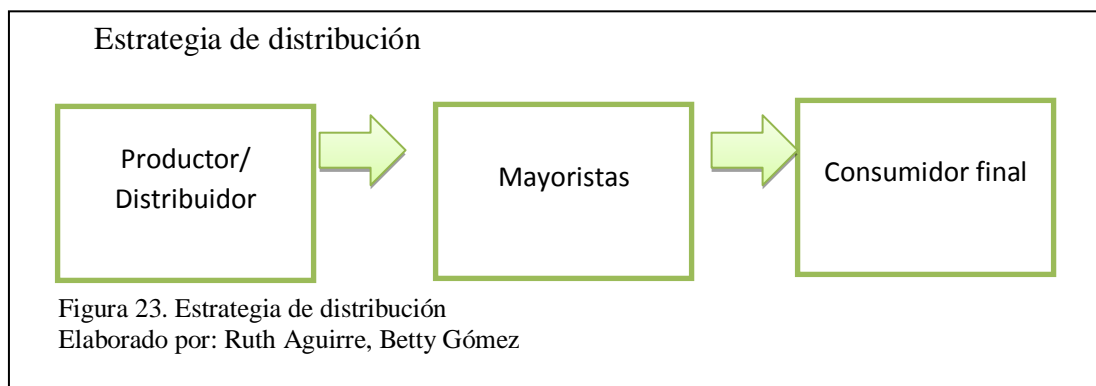 Estrategia de distribución
Productor/
Distribuidor
Mayoristas
Consumidor final
Figura 23. Estrategia de distribución
Elaborado por: Ruth Aguirre, Betty Gómez